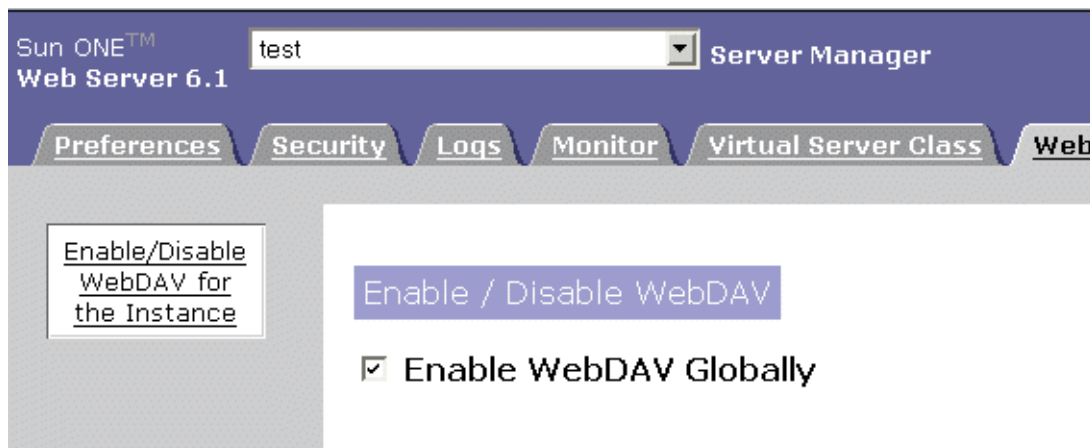 Sun ONE™
Web Server 6.1
test
Server Manager
Preferences Security Logs Monitor Virtual Server Class Web
Enable/Disable
WebDAV for
the Instance
Enable / Disable WebDAV
Enable WebDAV Globally